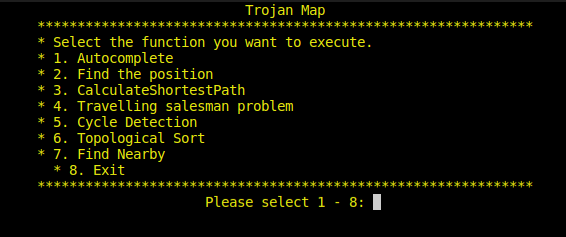 Trojan Map
**************************************************************
* Select the function you want to execute.
* 1. Autocomplete
* 2. Find the position
* 3. CalculateShortestPath
* 4. Travelling salesman problem
* 5. Cycle Detection
* 6. Topological Sort
* 7. Find Nearby
* 8. Exit
**************************************************************
Please select 1 - 8: